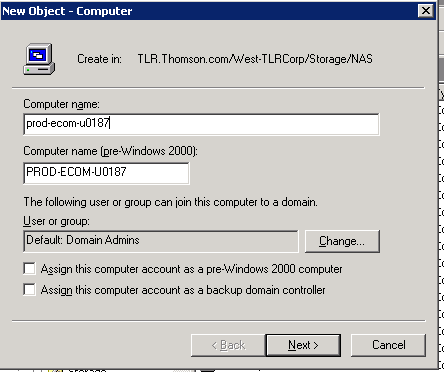 New Object - Computer
Create in: TLR.Thomson.com/West-TLRCorp/Storage/NAS
Computer name:
prod-ecom-u0187
Computer name (pre-Windows 2000):
PROD-ECOM-U0187
The following user or group can join this computer to a domain.
User or group:
Default: Domain Admins
Change...
Assign this computer account as a pre-Windows 2000 computer
Assign this computer account as a backup domain controller
< Back Next > Cancel